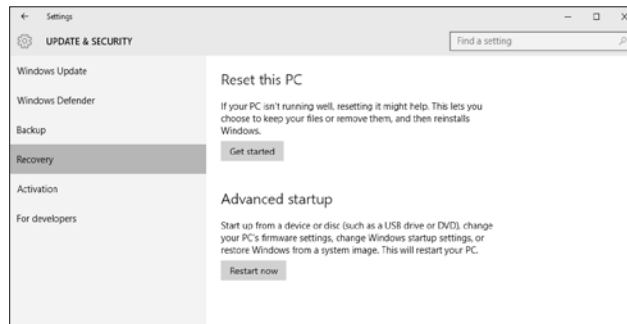 Settings
UPDATE & SECURITY
Find a setting
Windows Update
Windows Defender
Backup
Recovery
Activation
For developers
Reset this PC
If your PC isn't running well, resetting it might help. This lets you
choose to keep your files or remove them, and then reinstalls
Windows.
Get started
Advanced startup
Start up from a device or disc (such as a USB drive or DVD), change
your PC's firmware settings, change Windows startup settings, or
restore Windows from a system image. This will restart your PC.
Restart now